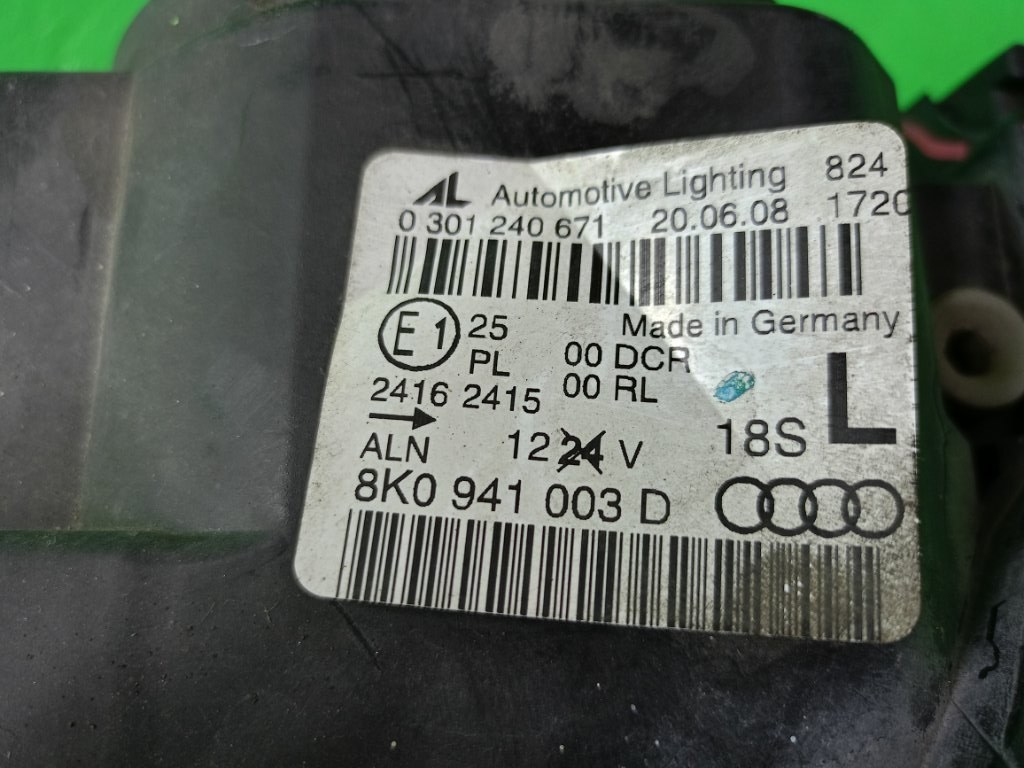 AL Automotive Lighting 824
0 301 240 671 20.06.08 172
E1 25 Made in Germany
PL 00 DCR
2416 2415 00 RL
18S L
ALN 12 24 V
8K0 941 003 D